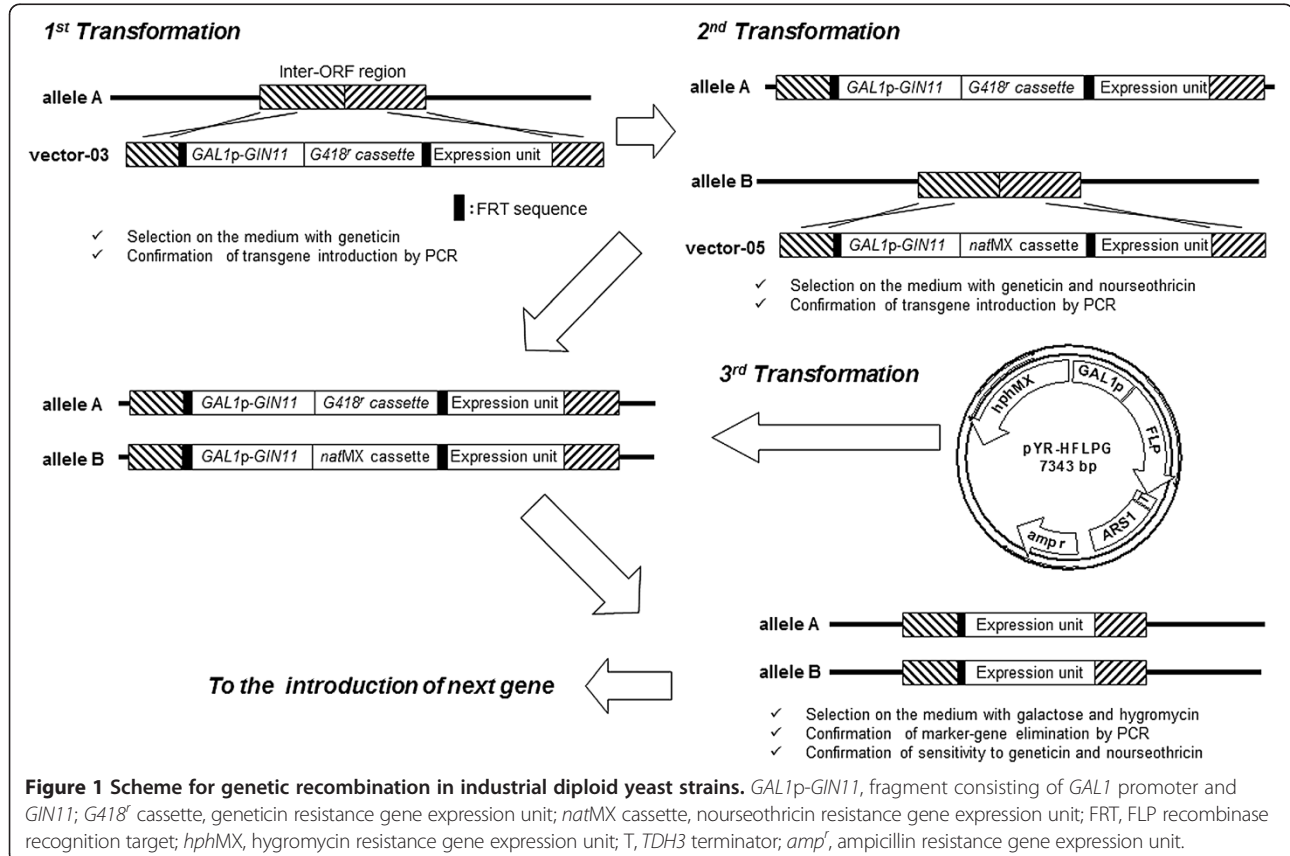 1st Transformation
Inter-ORF region
allele A
vector-03 GAL1p-GIN11 G418r cassette Expression unit
:FRT sequence
✓ Selection on the medium with geneticin
✓ Confirmation of transgene introduction by PCR
2nd Transformation
allele A GAL1p-GIN11 G418r cassette Expression unit
allele B
vector-05 GAL1p-GIN11 natMX cassette Expression unit
✓ Selection on the medium with geneticin and nourseothricin
✓ Confirmation of transgene introduction by PCR
allele A GAL1p-GIN11 G418r cassette Expression unit
allele B GAL1p-GIN11 natMX cassette Expression unit
3rd Transformation
hphMX
GAL1p
FLP
T
ARS1
amp r
pYR-HFLPG
7343 bp
allele A Expression unit
allele B Expression unit
✓ Selection on the medium with galactose and hygromycin
✓ Confirmation of marker-gene elimination by PCR
✓ Confirmation of sensitivity to geneticin and nourseothricin
To the introduction of next gene
Figure 1 Scheme for genetic recombination in industrial diploid yeast strains. GAL1p-GIN11, fragment consisting of GAL1 promoter and
GIN11; G418r cassette, geneticin resistance gene expression unit; natMX cassette, nourseothricin resistance gene expression unit; FRT, FLP recombinase
recognition target; hphMX, hygromycin resistance gene expression unit; T, TDH3 terminator; ampr, ampicillin resistance gene expression unit.